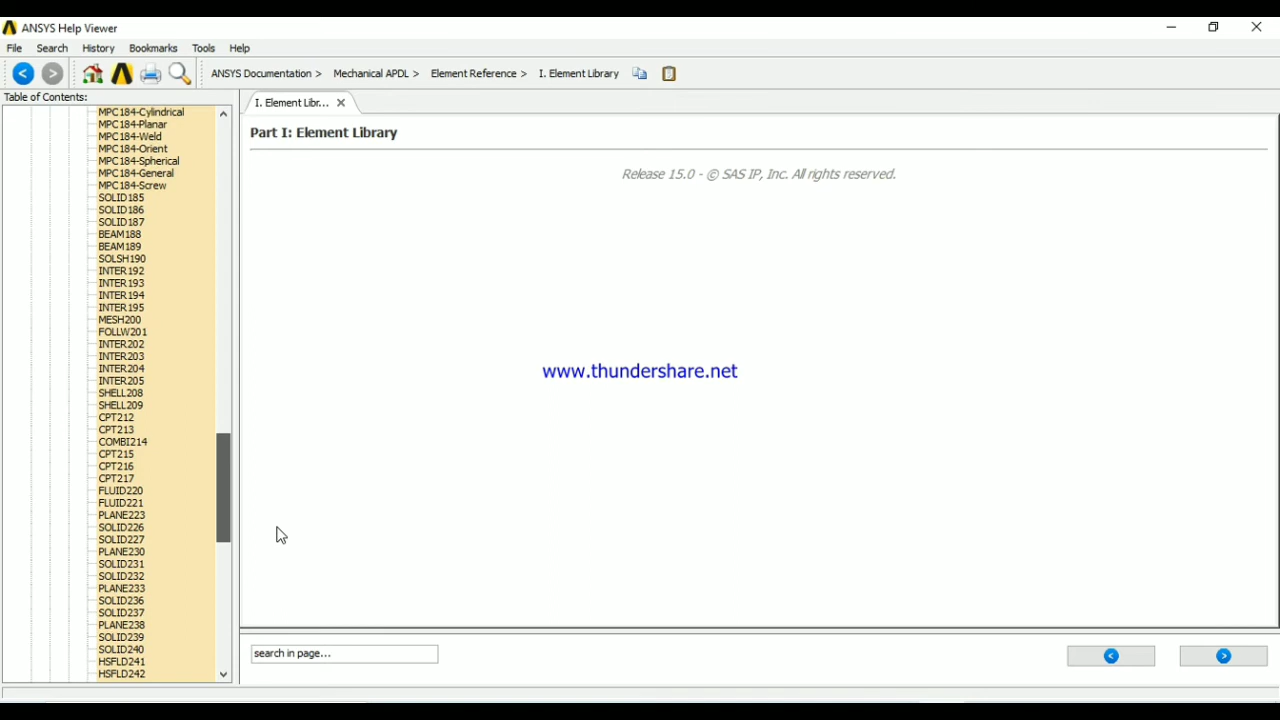 ANSYS Help Viewer
File Search History Bookmarks Tools Help
ANSYS Documentation > Mechanical APDL > Element Reference > I. Element Library
Table of Contents:
MPC184-Cylindrical
MPC184-Planar
MPC184-Weld
MPC184-Orient
MPC184-Spherical
MPC184-General
MPC184-Screw
SOLID185
SOLID186
SOLID187
BEAM188
BEAM189
SOLSH190
INTER192
INTER193
INTER194
INTER195
MESH200
FOLLW201
INTER202
INTER203
INTER204
INTER205
SHELL208
SHELL209
CPT212
CPT213
COMBI214
CPT215
CPT216
CPT217
FLUID220
FLUID221
PLANE223
SOLID226
SOLID227
PLANE230
SOLID231
SOLID232
PLANE233
SOLID236
SOLID237
PLANE238
SOLID239
SOLID240
HSFLD241
HSFLD242
I. Element Libr...
Part I: Element Library
Release 15.0 - © SAS IP, Inc. All rights reserved.
www.thundershare.net
search in page...